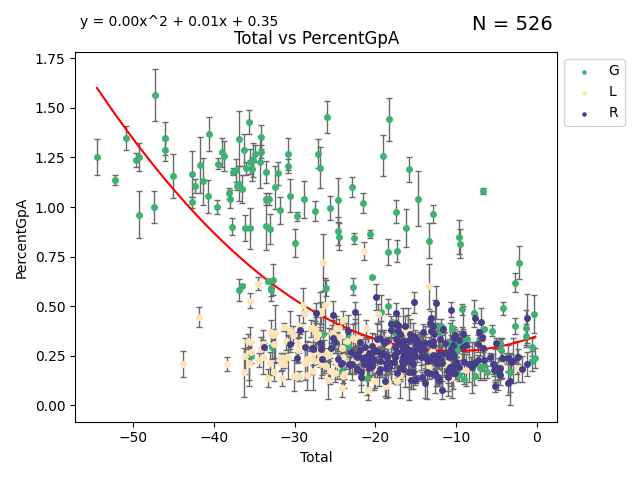 y = 0.00x^2 + 0.01x + 0.35
N = 526
Total vs PercentGpA
G
L
R
PercentGpA
1.75
1.50
1.25
1.00
0.75
0.50
0.25
0.00
−50
−40
−30
−20
−10
0
Total